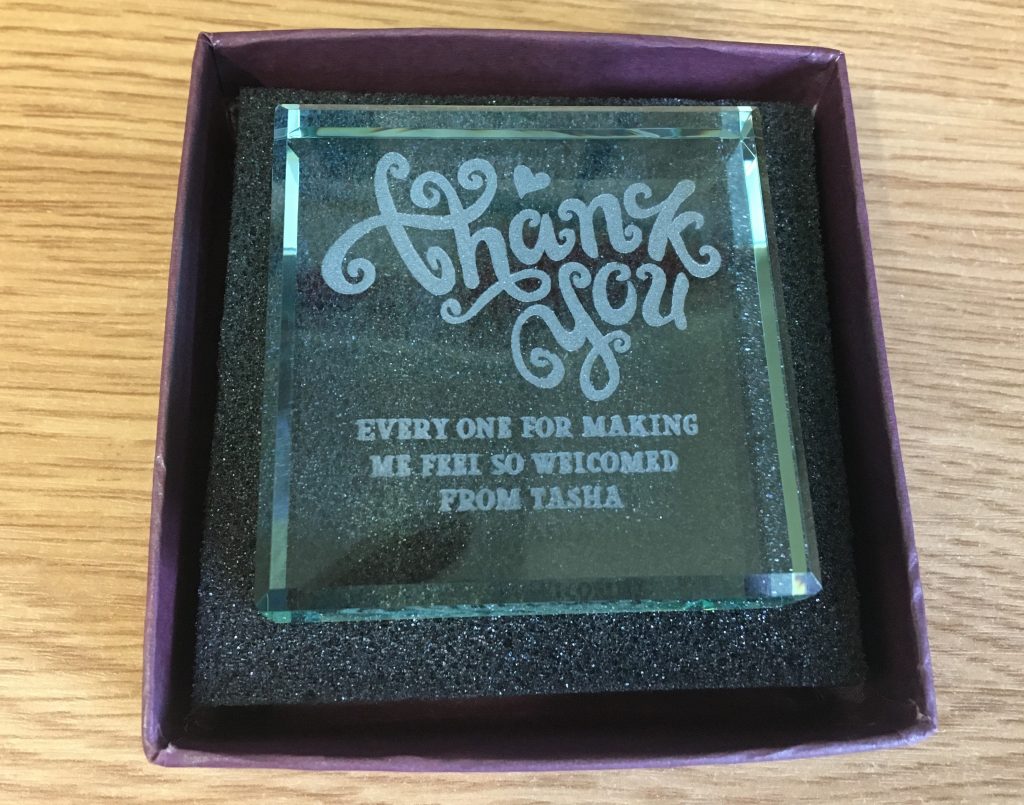 thank
you
EVERY ONE FOR MAKING
ME FEEL SO WELCOMED
FROM TASHA